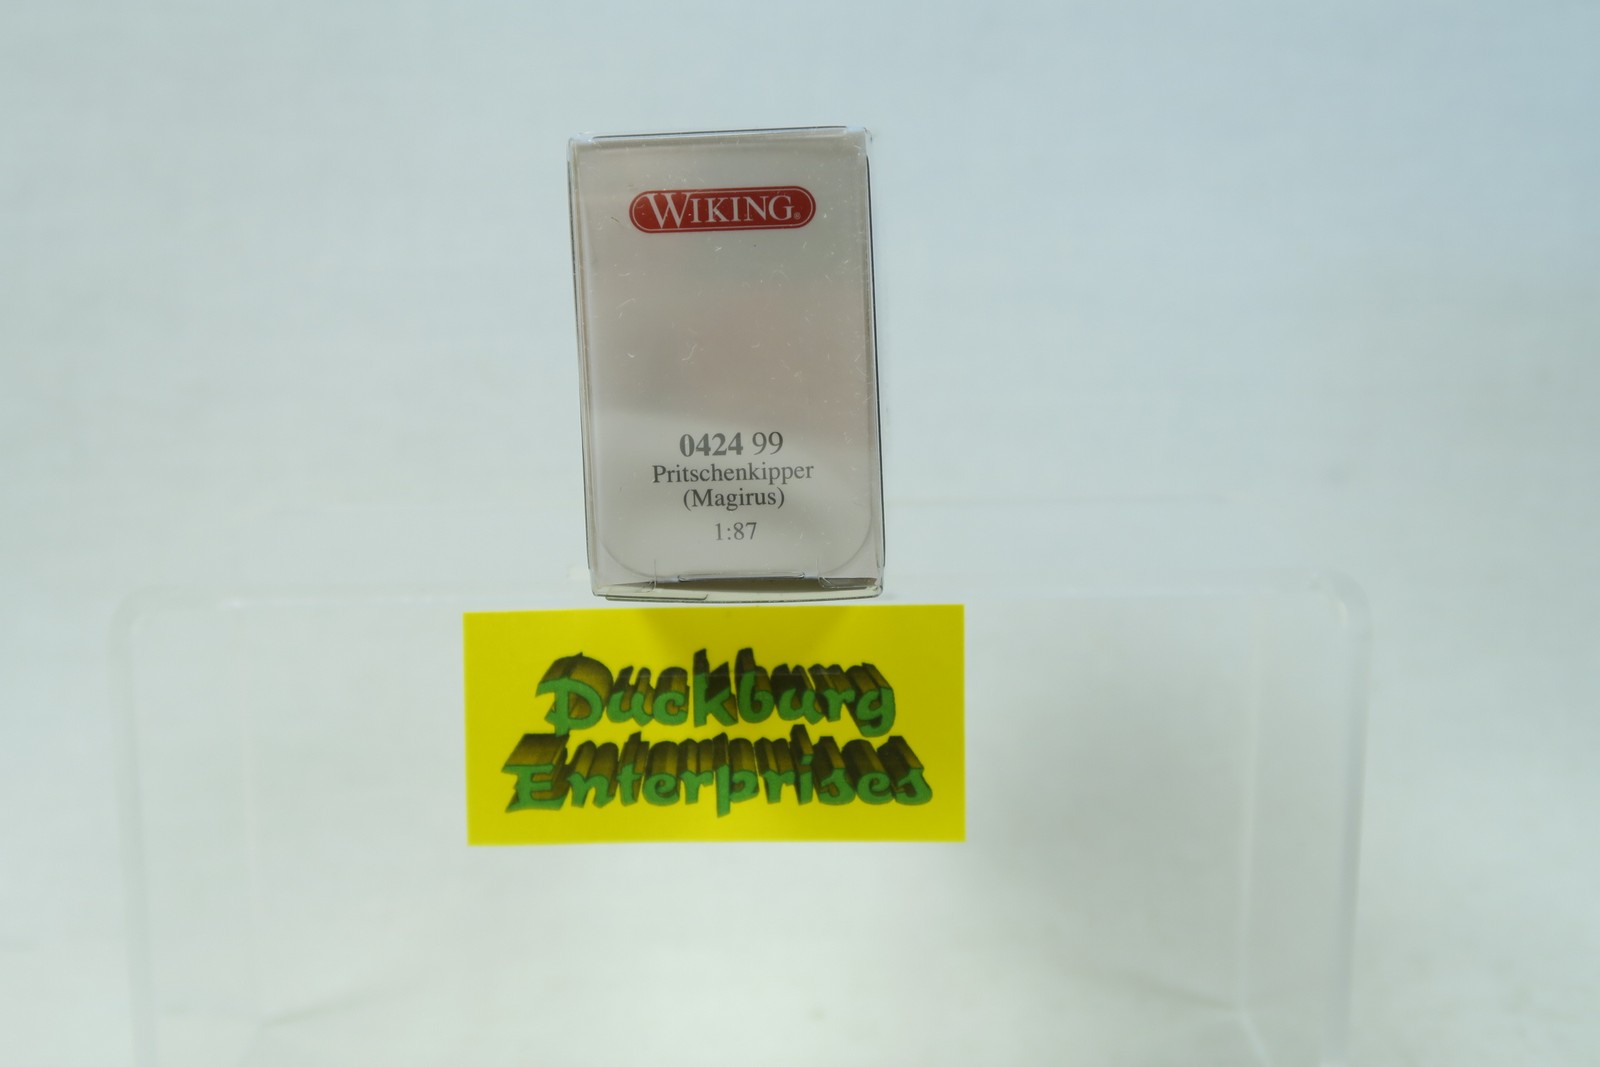 WIKING®
0424 99
Pritschenkipper
(Magirus)
1:87
Duckburg
Enterprises